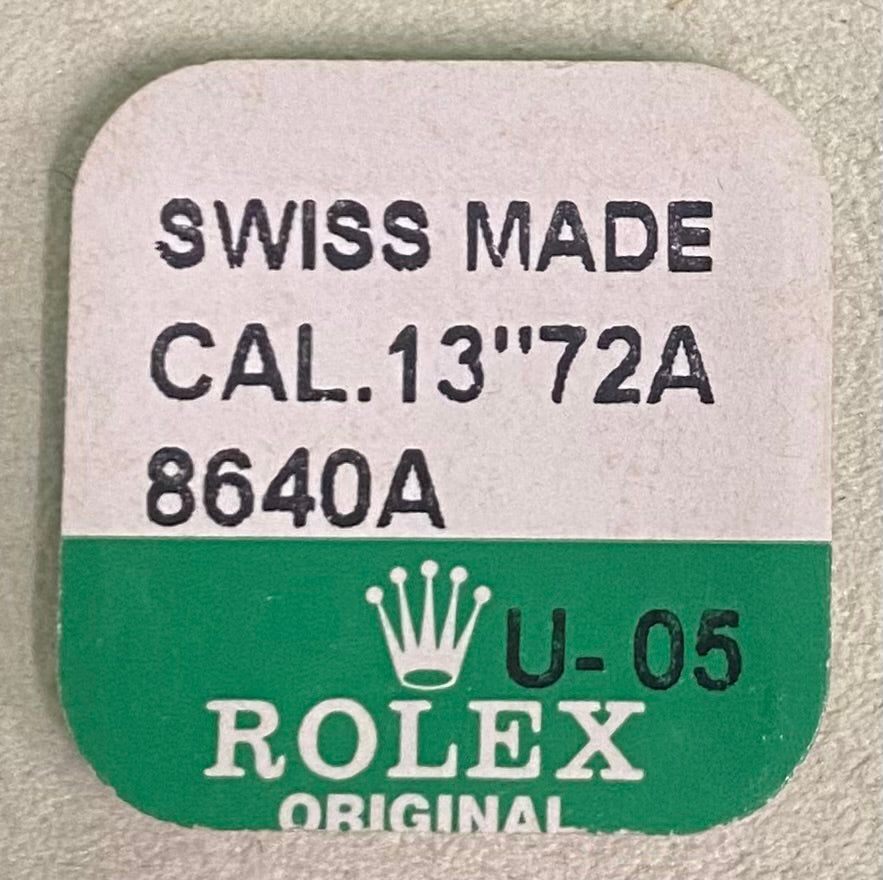 SWISS MADE
CAL.13"72A
8640A
U-05
ROLEX
ORIGINAL